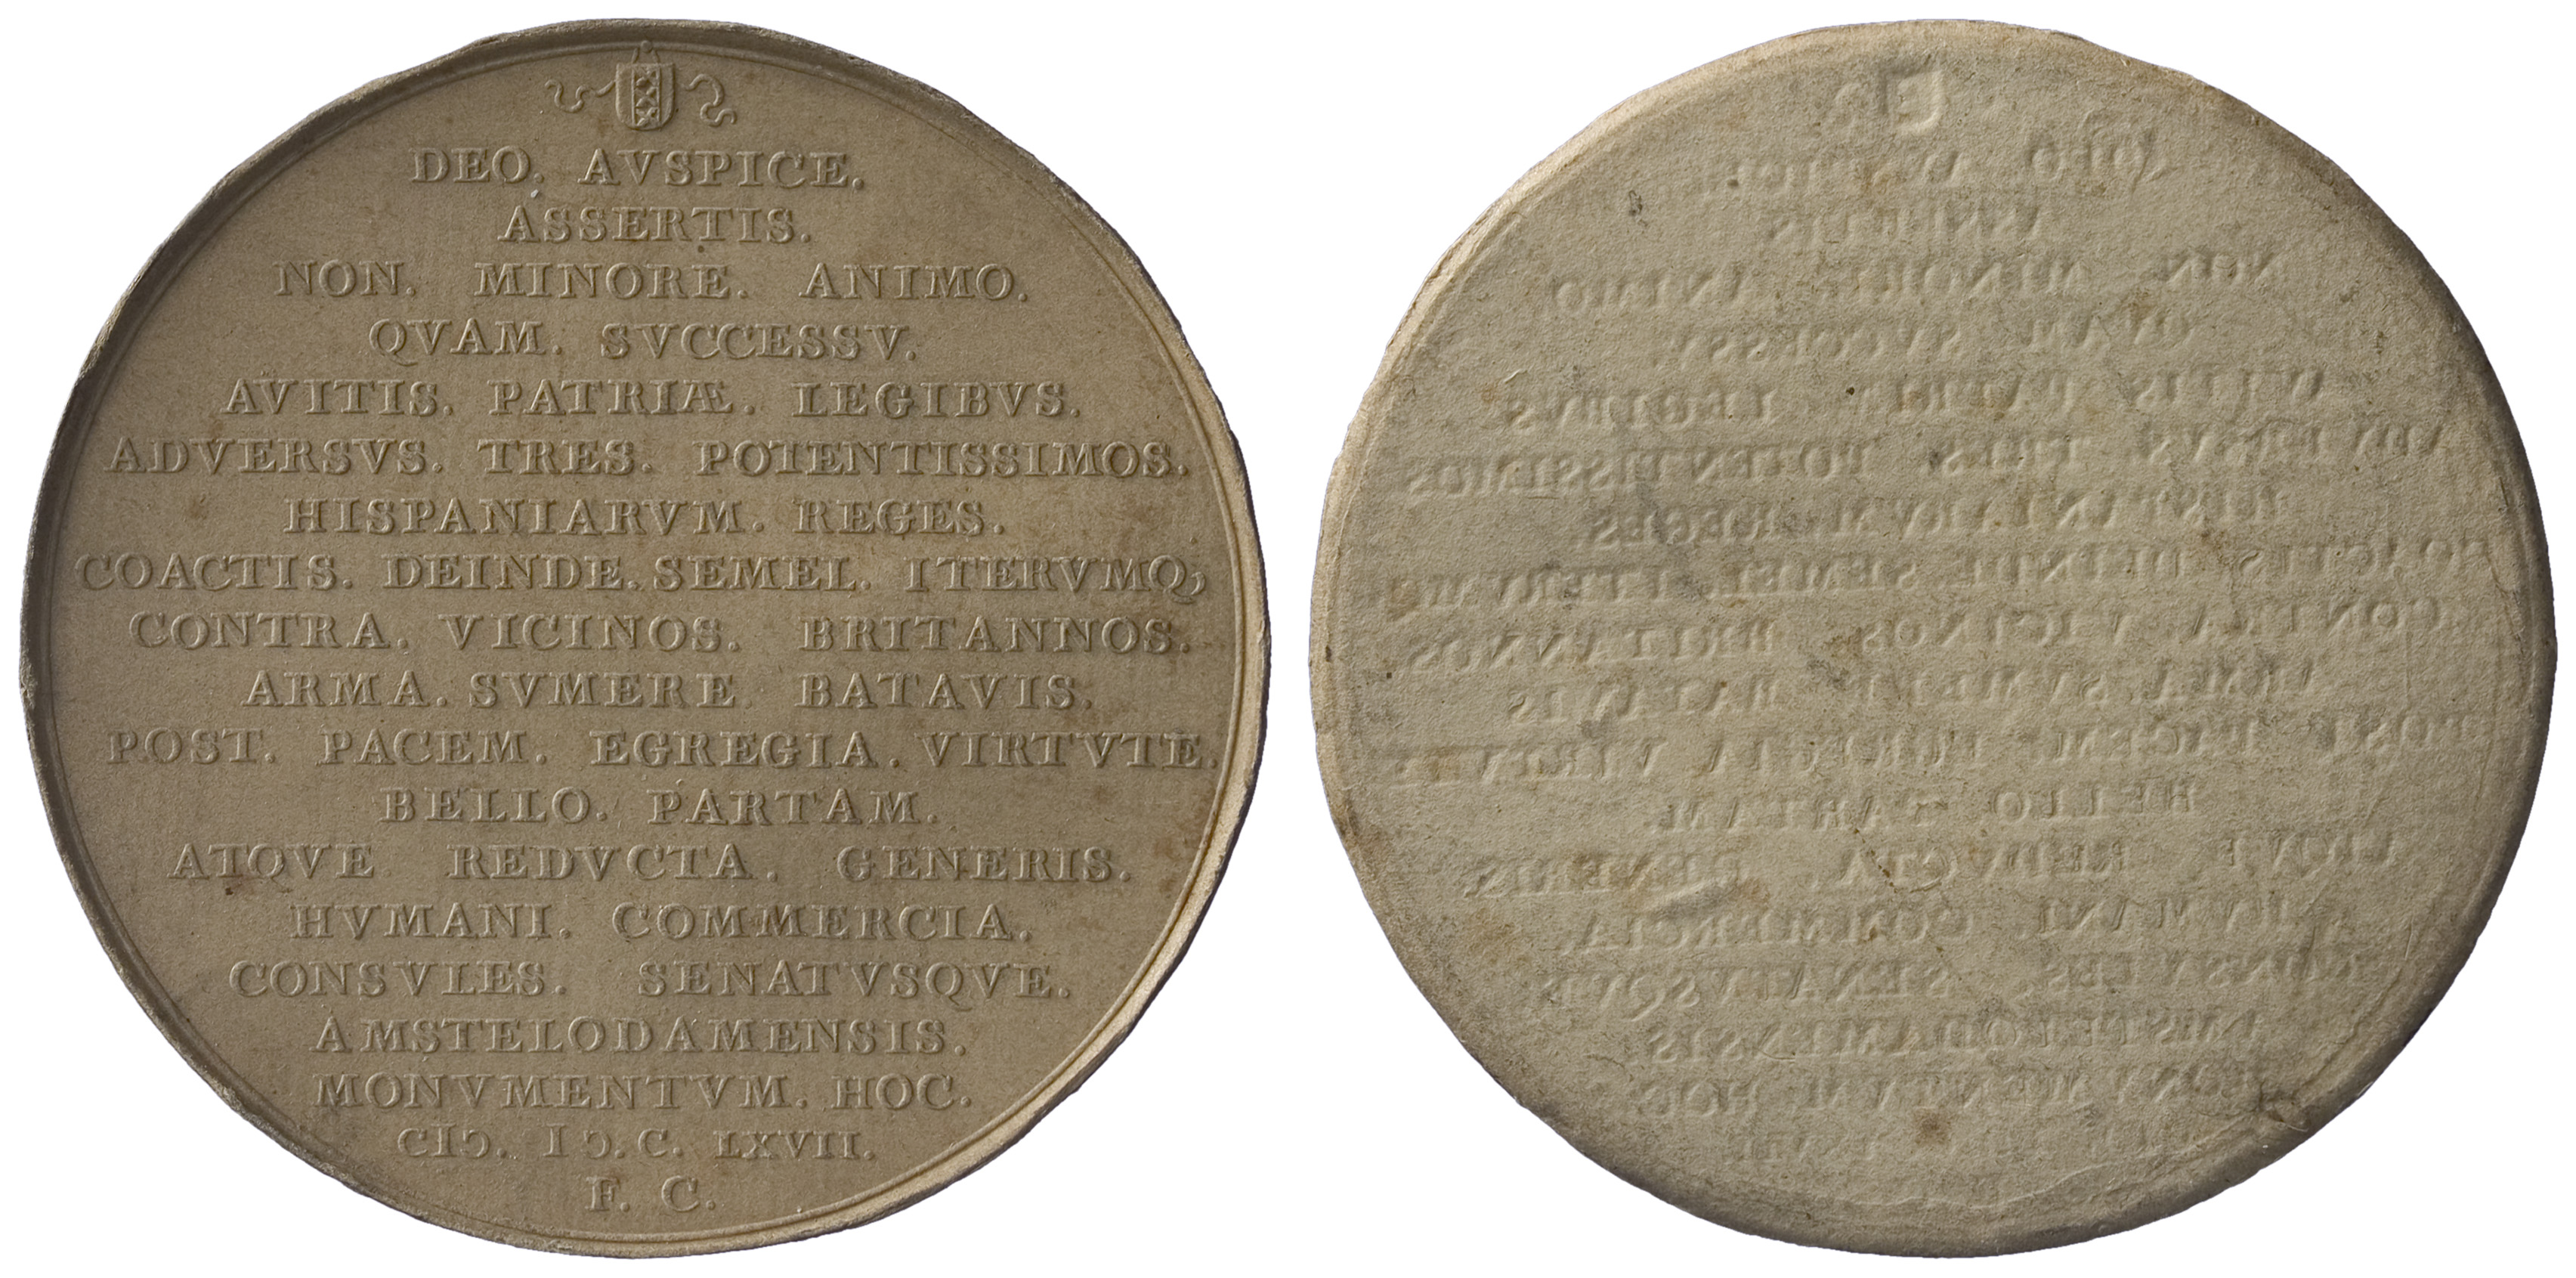 DEO. AVSPICE.
ASSERTIS.
NON. MINORE. ANIMO.
QVAM. SVCCESSV.
AVITIS. PATRIÆ. LEGIBVS.
ADVERSVS. TRES. POTENTISSIMOS.
HISPANIARVM. REGES.
COACTIS. DEINDE. SEMEL. ITERVMQ,
CONTRA. VICINOS. BRITANNOS.
ARMA. SVMERE BATAVIS.
POST. PACEM. EGREGIA. VIRTVTE.
BELLO. PARTAM.
ATQVE REDVCTA. GENERIS.
HVMANI. COMMERCIA.
CONSVLES. SENATVSQVE.
AMSTELODAMENSIS.
MONVMENTVM. HOC.
CIↃ. IↃ. C. LXVII.
F. C.